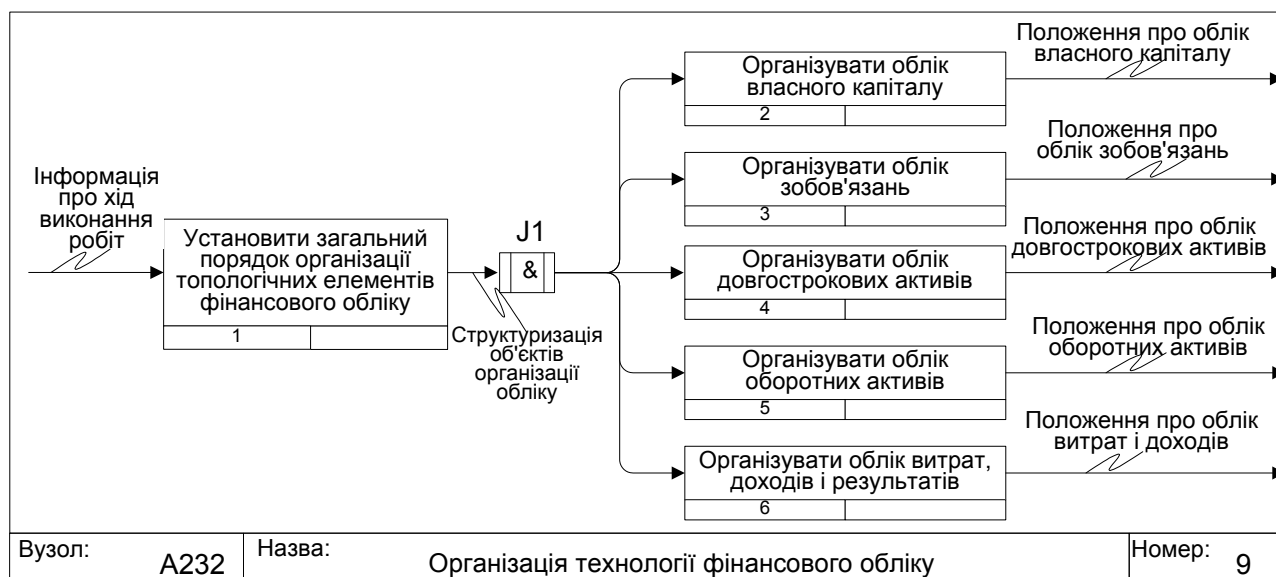 Інформація
про хід
виконання
робіт
Установити загальний
порядок організації
топологічних елементів
фінансового обліку
1
Структуризація
об'єктів
організації
обліку
J1
&
Організувати облік
власного капіталу
2
Положення про облік
власного капіталу
Організувати облік
зобов'язань
3
Положення про
облік зобов'язань
Організувати облік
довгострокових активів
4
Положення про облік
довгострокових активів
Організувати облік
оборотних активів
5
Положення про облік
оборотних активів
Організувати облік витрат,
доходів і результатів
6
Положення про облік
витрат і доходів
Вузол:
А232
Назва:
Організація технології фінансового обліку
Номер:
9